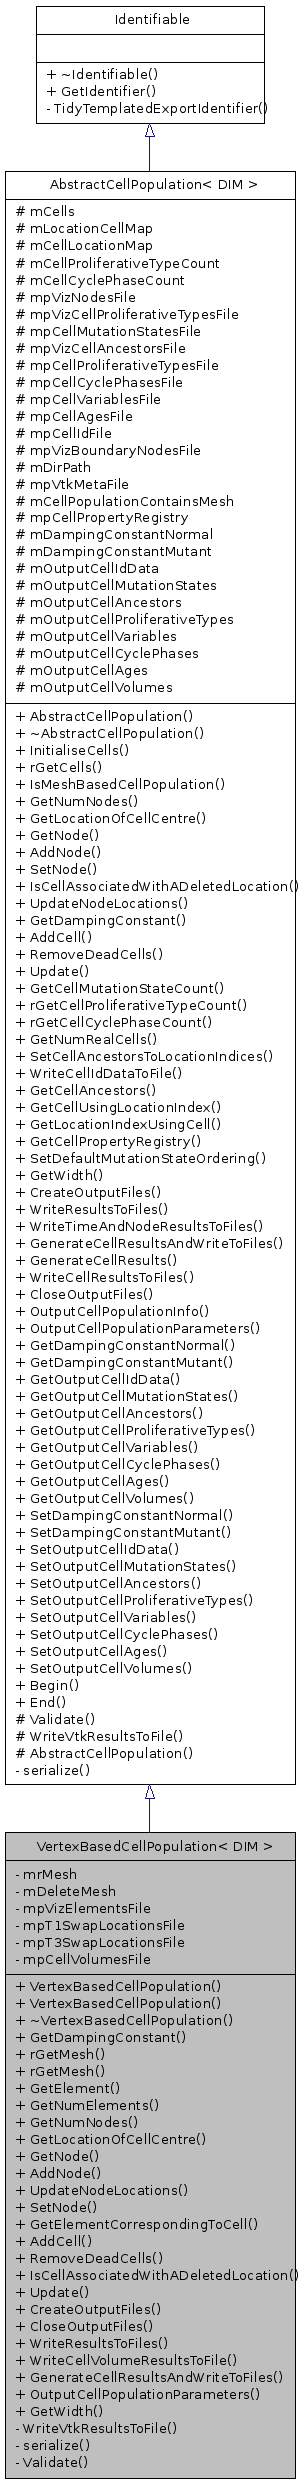 Identifiable
+ ~Identifiable()
+ GetIdentifier()
- TidyTemplatedExportIdentifier()
AbstractCellPopulation< DIM >
# mCells
# mLocationCellMap
# mCellLocationMap
# mCellProliferativeTypeCount
# mCellCyclePhaseCount
# mpVizNodesFile
# mpVizCellProliferativeTypesFile
# mpCellMutationStatesFile
# mpVizCellAncestorsFile
# mpCellProliferativeTypesFile
# mpCellCyclePhasesFile
# mpCellVariablesFile
# mpCellAgesFile
# mpCellIdFile
# mpVizBoundaryNodesFile
# mDirPath
# mpVtkMetaFile
# mCellPopulationContainsMesh
# mpCellPropertyRegistry
# mDampingConstantNormal
# mDampingConstantMutant
# mOutputCellIdData
# mOutputCellMutationStates
# mOutputCellAncestors
# mOutputCellProliferativeTypes
# mOutputCellVariables
# mOutputCellCyclePhases
# mOutputCellAges
# mOutputCellVolumes
+ AbstractCellPopulation()
+ ~AbstractCellPopulation()
+ InitialiseCells()
+ rGetCells()
+ IsMeshBasedCellPopulation()
+ GetNumNodes()
+ GetLocationOfCellCentre()
+ GetNode()
+ AddNode()
+ SetNode()
+ IsCellAssociatedWithADeletedLocation()
+ UpdateNodeLocations()
+ GetDampingConstant()
+ AddCell()
+ RemoveDeadCells()
+ Update()
+ GetCellMutationStateCount()
+ rGetCellProliferativeTypeCount()
+ rGetCellCyclePhaseCount()
+ GetNumRealCells()
+ SetCellAncestorsToLocationIndices()
+ WriteCellIdDataToFile()
+ GetCellAncestors()
+ GetCellUsingLocationIndex()
+ GetLocationIndexUsingCell()
+ GetCellPropertyRegistry()
+ SetDefaultMutationStateOrdering()
+ GetWidth()
+ CreateOutputFiles()
+ WriteResultsToFiles()
+ WriteTimeAndNodeResultsToFiles()
+ GenerateCellResultsAndWriteToFiles()
+ GenerateCellResults()
+ WriteCellResultsToFiles()
+ CloseOutputFiles()
+ OutputCellPopulationInfo()
+ OutputCellPopulationParameters()
+ GetDampingConstantNormal()
+ GetDampingConstantMutant()
+ GetOutputCellIdData()
+ GetOutputCellMutationStates()
+ GetOutputCellAncestors()
+ GetOutputCellProliferativeTypes()
+ GetOutputCellVariables()
+ GetOutputCellCyclePhases()
+ GetOutputCellAges()
+ GetOutputCellVolumes()
+ SetDampingConstantNormal()
+ SetDampingConstantMutant()
+ SetOutputCellIdData()
+ SetOutputCellMutationStates()
+ SetOutputCellAncestors()
+ SetOutputCellProliferativeTypes()
+ SetOutputCellVariables()
+ SetOutputCellCyclePhases()
+ SetOutputCellAges()
+ SetOutputCellVolumes()
+ Begin()
+ End()
# Validate()
# WriteVtkResultsToFile()
# AbstractCellPopulation()
- serialize()
VertexBasedCellPopulation< DIM >
- mrMesh
- mDeleteMesh
- mpVizElementsFile
- mpT1SwapLocationsFile
- mpT3SwapLocationsFile
- mpCellVolumesFile
+ VertexBasedCellPopulation()
+ VertexBasedCellPopulation()
+ ~VertexBasedCellPopulation()
+ GetDampingConstant()
+ rGetMesh()
+ rGetMesh()
+ GetElement()
+ GetNumElements()
+ GetNumNodes()
+ GetLocationOfCellCentre()
+ GetNode()
+ AddNode()
+ UpdateNodeLocations()
+ SetNode()
+ GetElementCorrespondingToCell()
+ AddCell()
+ RemoveDeadCells()
+ IsCellAssociatedWithADeletedLocation()
+ Update()
+ CreateOutputFiles()
+ CloseOutputFiles()
+ WriteResultsToFiles()
+ WriteCellVolumeResultsToFile()
+ GenerateCellResultsAndWriteToFiles()
+ OutputCellPopulationParameters()
+ GetWidth()
- WriteVtkResultsToFile()
- serialize()
- Validate()